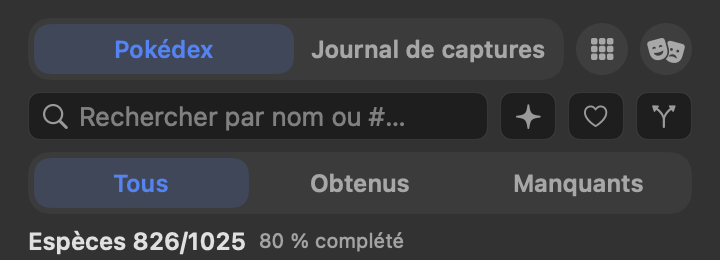 Pokédex Journal de captures
Rechercher par nom ou #...
Tous Obtenus Manquants
Espèces 826/1025 80 % complété